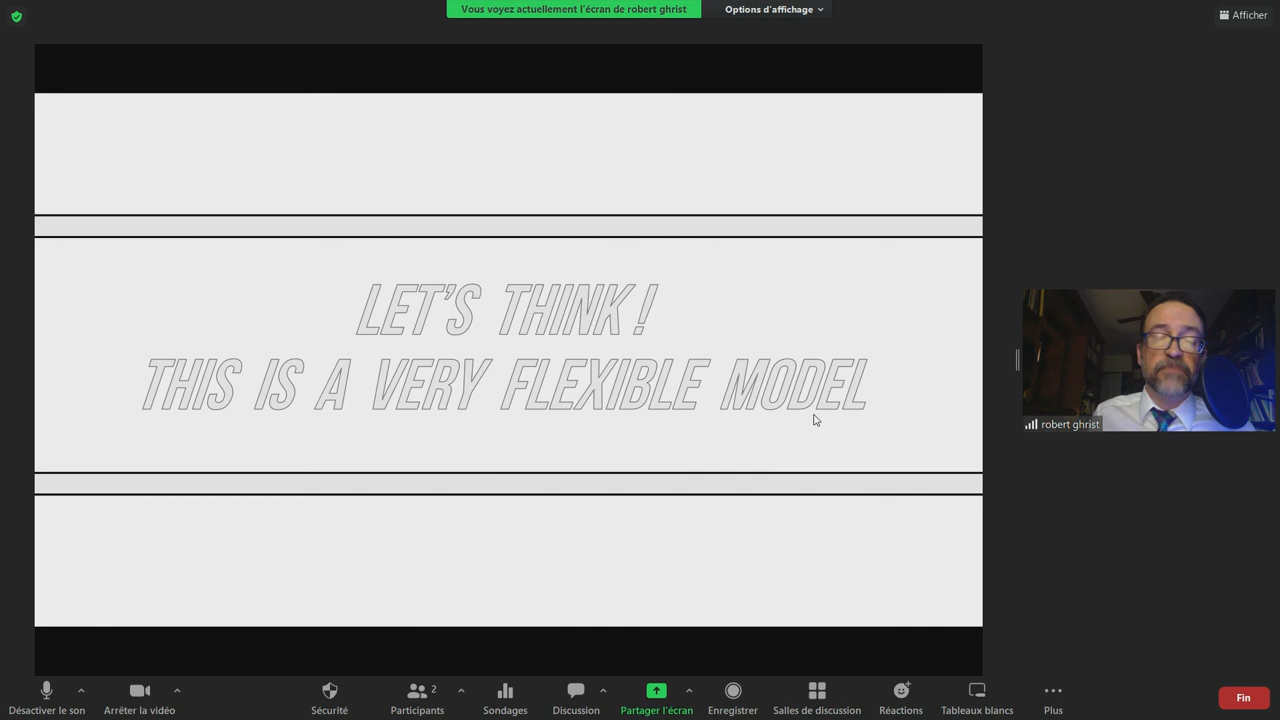 Vous voyez actuellement l'écran de robert ghrist
Options d'affichage
Afficher
LET'S THINK!
THIS IS A VERY FLEXIBLE MODEL
robert ghrist
Désactiver le son
Arrêter la vidéo
Sécurité
Participants
2
Sondages
Discussion
Partager l'écran
Enregistrer
Salles de discussion
Réactions
Tableaux blancs
Plus
Fin